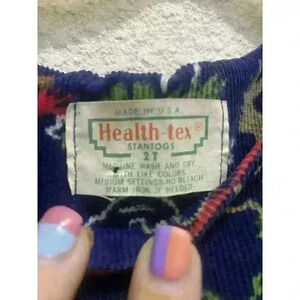 MADE IN U.S.A.
Health-tex®
STANTOGS
2T
MACHINE WASH AND DRY
WITH LIKE COLORS
MEDIUM SETTINGS NO BLEACH
WARM IRON IF NEEDED